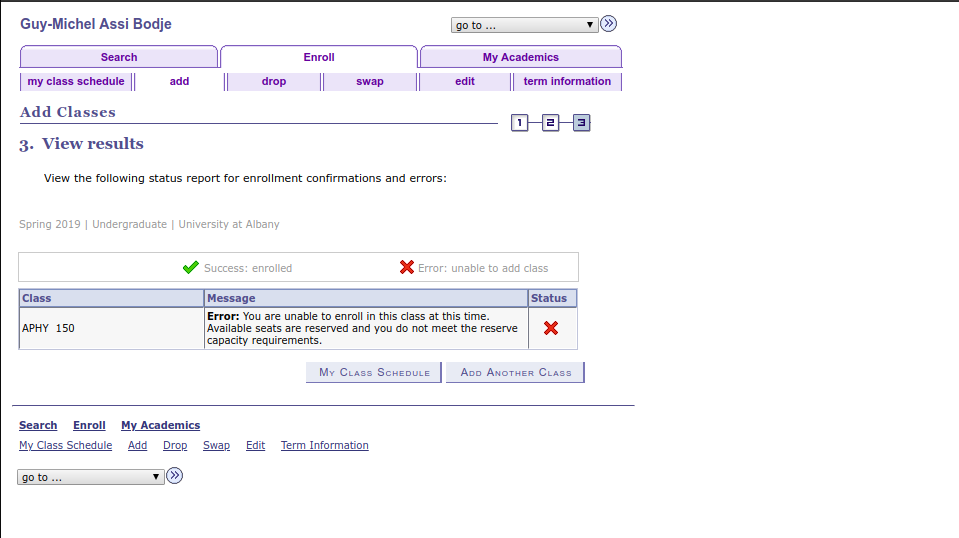 Guy-Michel Assi Bodje
go to ...
Search Enroll My Academics
my class schedule add drop swap edit term information
Add Classes
1 2 3
3. View results
View the following status report for enrollment confirmations and errors:
Spring 2019 | Undergraduate | University at Albany
Success: enrolled Error: unable to add class
Class Message Status
APHY 150
Error: You are unable to enroll in this class at this time.
Available seats are reserved and you do not meet the reserve
capacity requirements.
My Class Schedule Add Another Class
Search Enroll My Academics
My Class Schedule Add Drop Swap Edit Term Information
go to ...